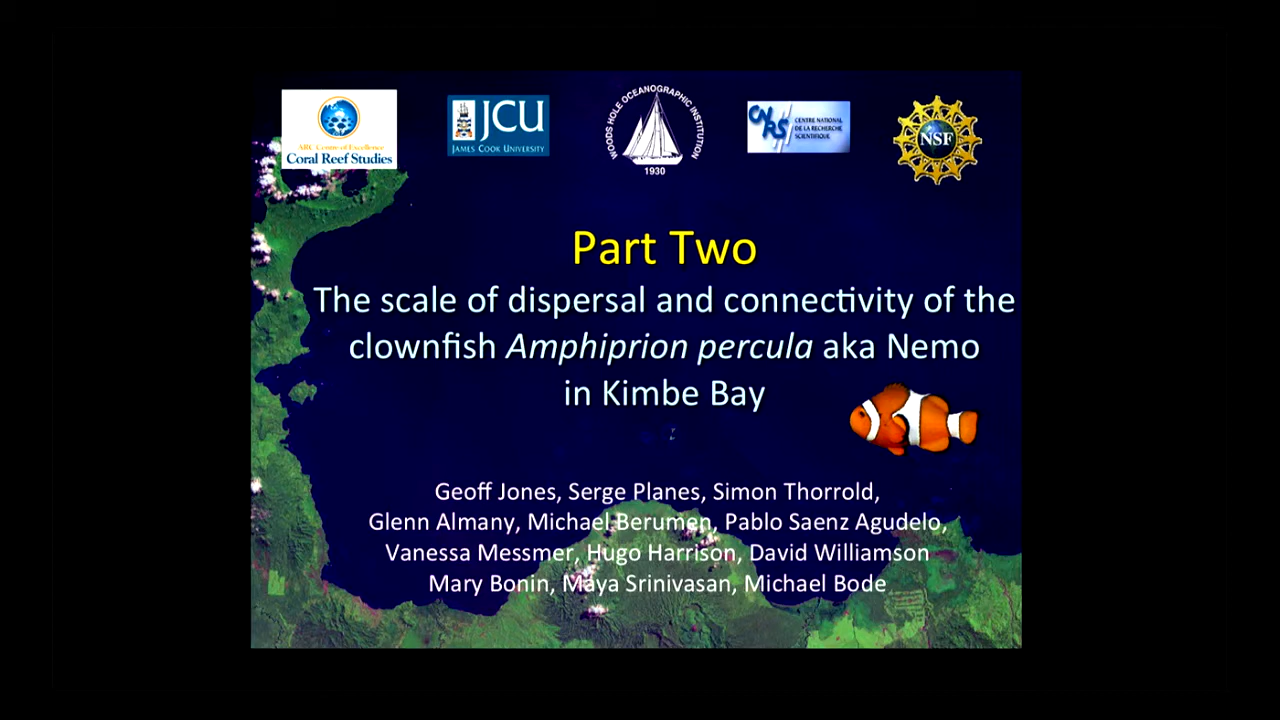 ARC Centre of Excellence
Coral Reef Studies
JCU
JAMES COOK UNIVERSITY
WOODS HOLE OCEANOGRAPHIC INSTITUTION
1930
CNRS
CENTRE NATIONAL
DE LA RECHERCHE
SCIENTIFIQUE
NSF
Part Two
The scale of dispersal and connectivity of the
clownfish Amphiprion percula aka Nemo
in Kimbe Bay
Geoff Jones, Serge Planes, Simon Thorrold,
Glenn Almany, Michael Berumen, Pablo Saenz Agudelo,
Vanessa Messmer, Hugo Harrison, David Williamson
Mary Bonin, Maya Srinivasan, Michael Bode